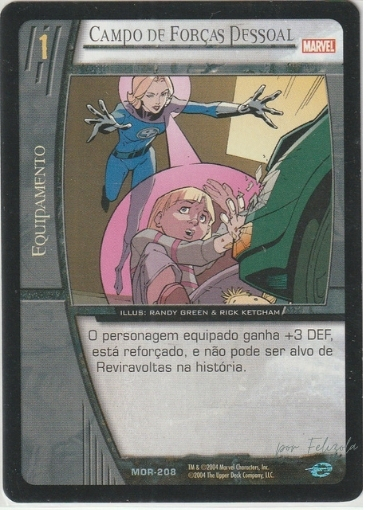 1
CAMPO DE FORÇAS PESSOAL
MARVEL
EQUIPAMENTO
ILLUS: RANDY GREEN & RICK KETCHAM
O personagem equipado ganha +3 DEF,
está reforçado, e não pode ser alvo de
Reviravoltas na história.
por Felizola
MOR-208
TM & ©2004 Marvel Characters, Inc.
©2004 The Upper Deck Company, LLC.